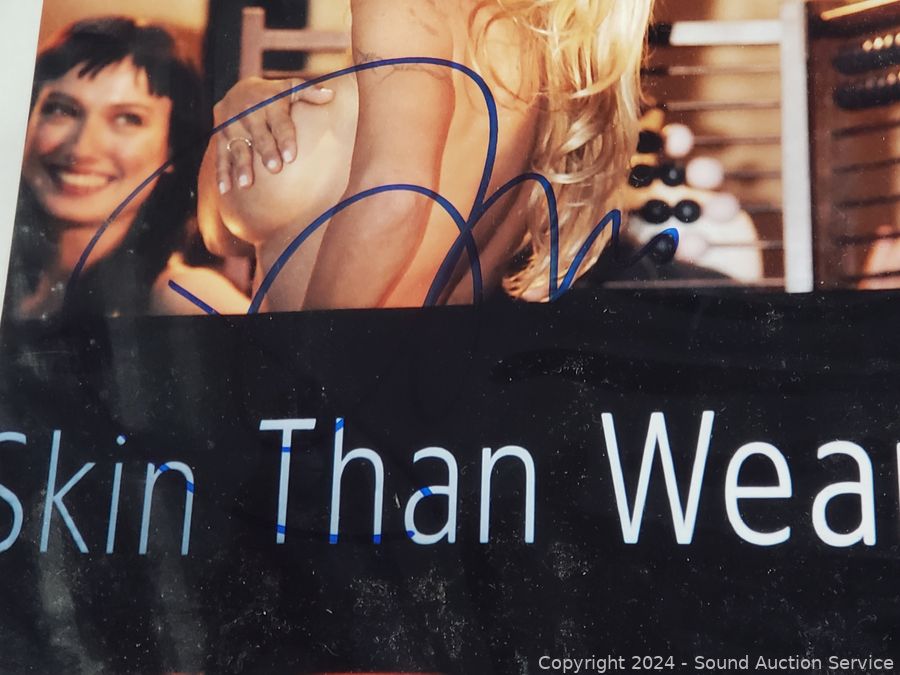 Skin Than Wear
Copyright 2024 - Sound Auction Service